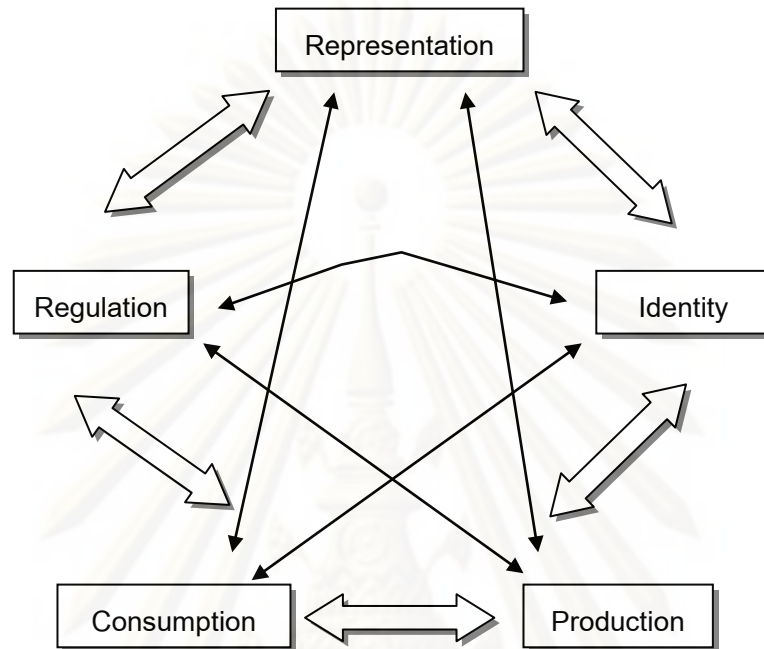 Representation
Regulation
Identity
Consumption
Production